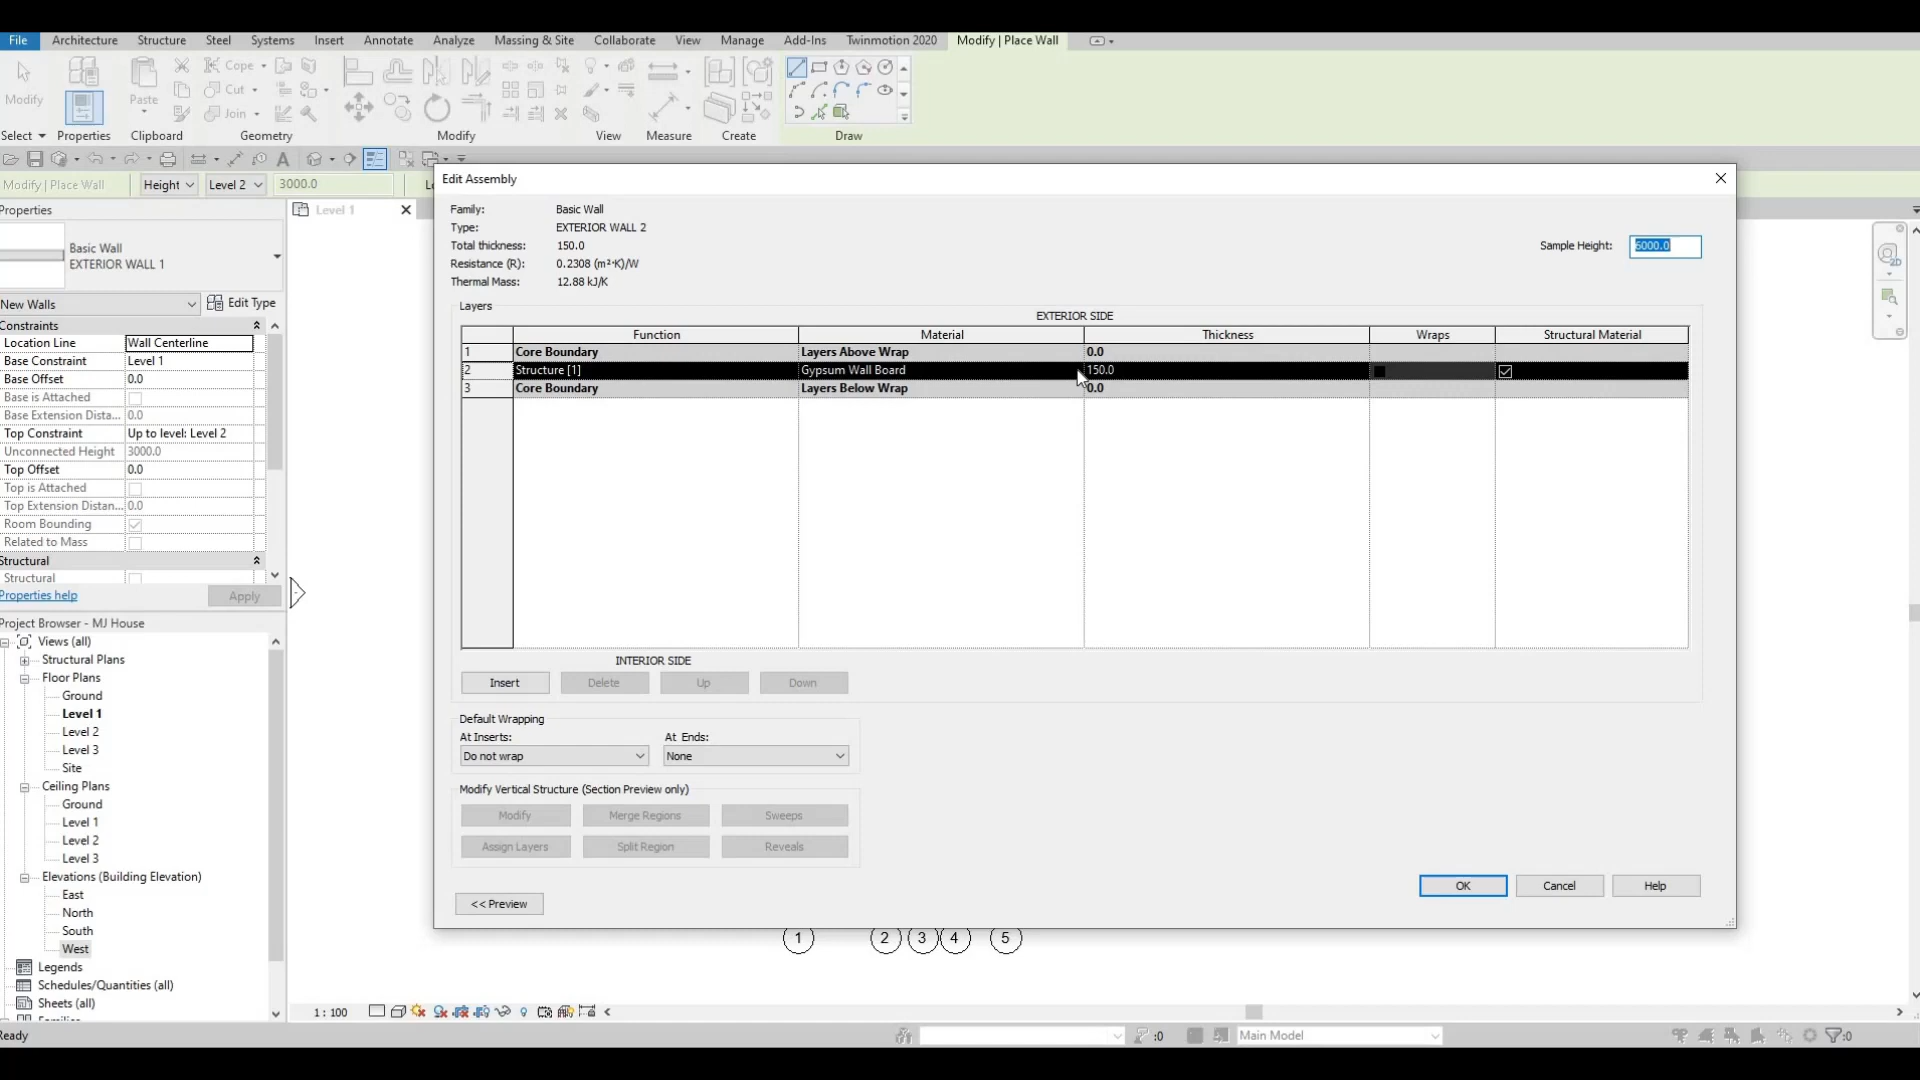 File Architecture Structure Steel Systems Insert Annotate Analyze Massing & Site Collaborate View Manage Add-Ins Twinmotion 2020 Modify | Place Wall
Cope
Cut
Join
Modify
Paste
Select Properties Clipboard Geometry Modify View Measure Create Draw
Modify | Place Wall Height Level 2 3000.0
Properties
Level 1
Basic Wall
EXTERIOR WALL 1
New Walls Edit Type
Constraints
Location Line Wall Centerline
Base Constraint Level 1
Base Offset 0.0
Base is Attached
Base Extension Dista... 0.0
Top Constraint Up to level: Level 2
Unconnected Height 3000.0
Top Offset 0.0
Top is Attached
Top Extension Distan... 0.0
Room Bounding
Related to Mass
Structural
Structural
Properties help Apply
Project Browser - MJ House
Views (all)
Structural Plans
Floor Plans
Ground
Level 1
Level 2
Level 3
Site
Ceiling Plans
Ground
Level 1
Level 2
Level 3
Elevations (Building Elevation)
East
North
South
West
Legends
Schedules/Quantities (all)
Sheets (all)
Edit Assembly
Family: Basic Wall
Type: EXTERIOR WALL 2
Total thickness: 150.0
Resistance (R): 0.2308 (m²·K)/W
Thermal Mass: 12.88 kJ/K
Sample Height: 6000.0
Layers
EXTERIOR SIDE
Function Material Thickness Wraps Structural Material
1 Core Boundary Layers Above Wrap 0.0
2 Structure [1] Gypsum Wall Board 150.0
3 Core Boundary Layers Below Wrap 0.0
INTERIOR SIDE
Insert Delete Up Down
Default Wrapping
At Inserts: At Ends:
Do not wrap None
Modify Vertical Structure (Section Preview only)
Modify Merge Regions Sweeps
Assign Layers Split Region Reveals
<< Preview OK Cancel Help
1 2 3 4 5
1 : 100
Ready :0 Main Model :0